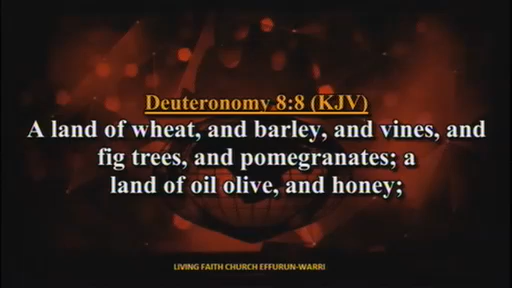 Deuteronomy 8:8 (KJV)
A land of wheat, and barley, and vines, and
fig trees, and pomegranates; a
land of oil olive, and honey;
LIVING FAITH CHURCH EFFURUN-WARRI